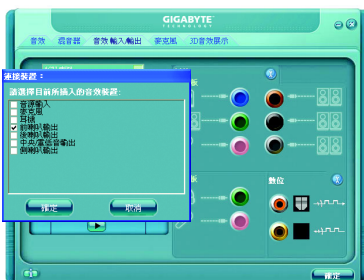 GIGABYTE
TECHNOLOGY
音效 混音器 音效 輸入/輸出 麥克風 3D音效展示
連接裝置：
請選擇目前所插入的音效裝置:
音源輸入
麥克風
耳機
前喇叭輸出
後喇叭輸出
中央/重低音輸出
側喇叭輸出
確定 取消
數位
確定